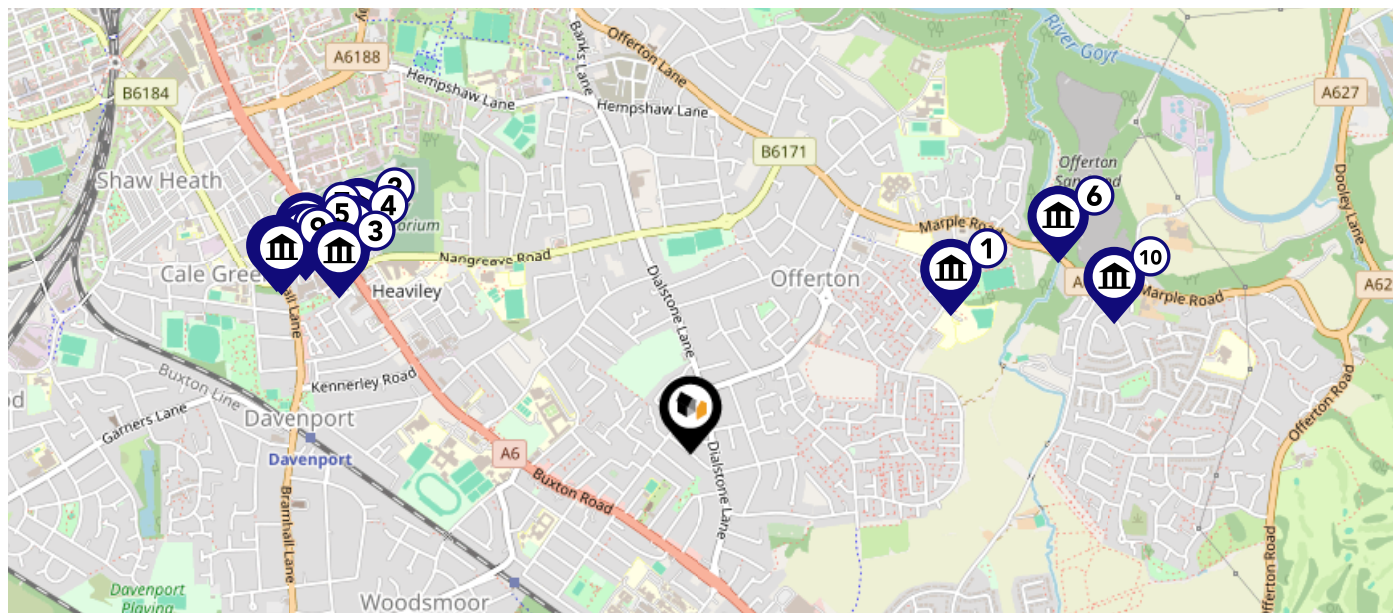 River Goyt
Banks Lane
Offerton Lane
A6188
A627
B6184
Hempshaw Lane
Hempshaw Lane
B6171
Offerton
Shaw Heath
2
5
4
6
Dooley Lane
9
3
Marple Road
1
10
Cale Gree
Nangreave Road
Heaviley
Offerton
Marple Road
Dialstone Lane
Kennerley Road
Buxton Line
Garners Lane
Davenport
Davenport
Offerton Road
A6
Buxton Road
Dialstone Lane
Bramhall Lane
Offerton Road
Davenport
Playing
Woodsmoor